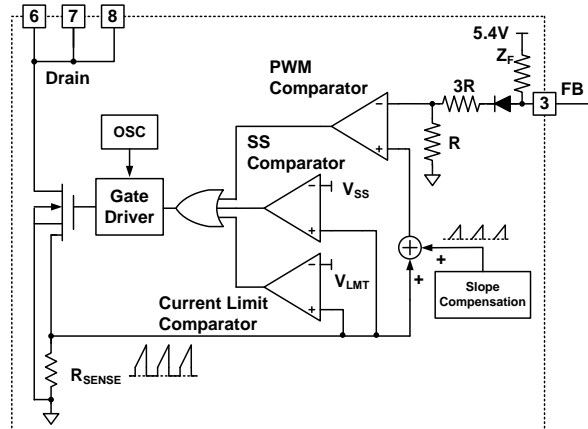 6 7 8
5.4V
Z_F
Drain
PWM
Comparator
3R
3 FB
OSC
SS
Comparator
R
Gate
Driver
V_SS
+
+
-
+
-
+
-
+
+
V_LMT
Slope
Compensation
Current Limit
Comparator
R_SENSE